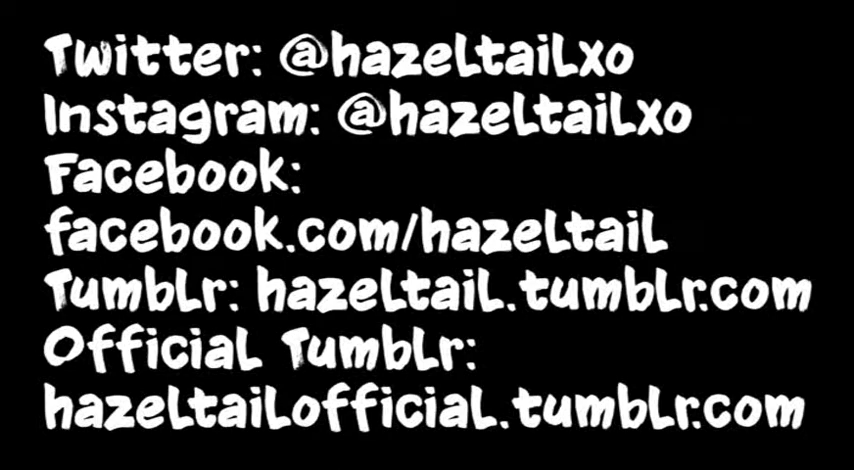 Twitter: @hazeltailxo
Instagram: @hazeltailxo
Facebook:
facebook.com/hazeltail
Tumblr: hazeltail.tumblr.com
Official Tumblr:
hazeltailofficial.tumblr.com